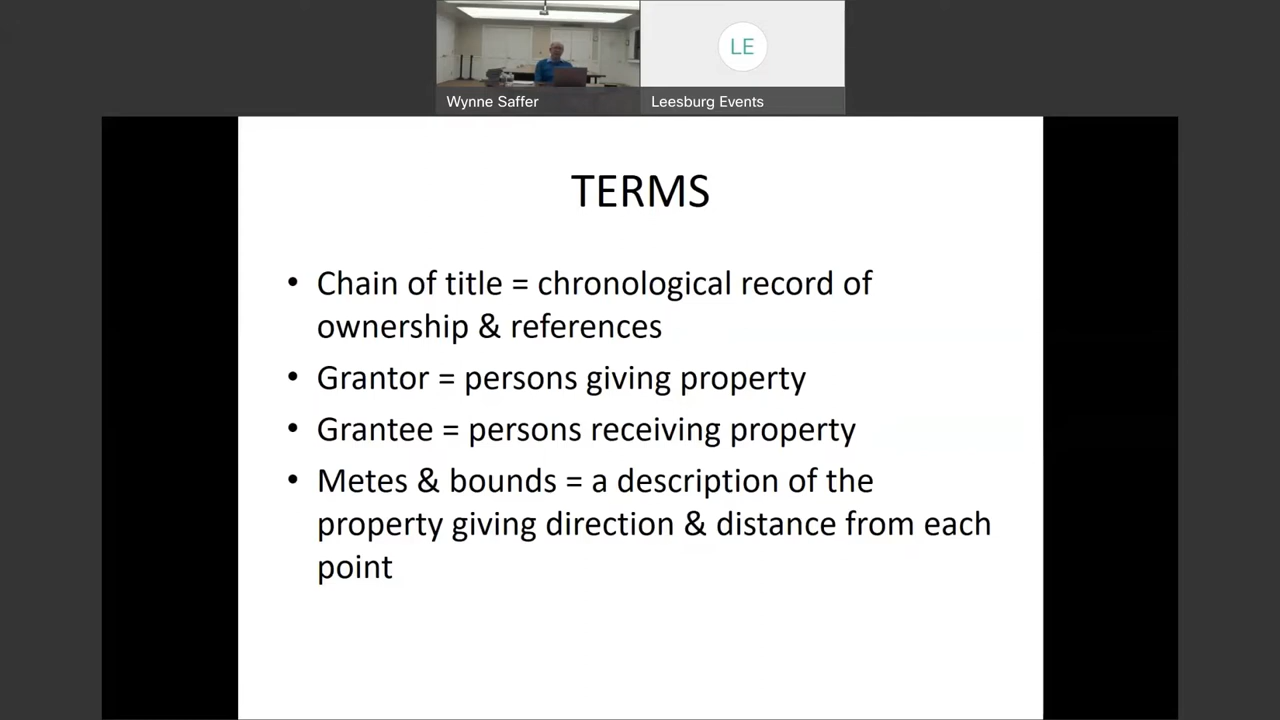 LE
Wynne Saffer
Leesburg Events
TERMS
• Chain of title = chronological record of
ownership & references
• Grantor = persons giving property
• Grantee = persons receiving property
• Metes & bounds = a description of the
property giving direction & distance from each
point